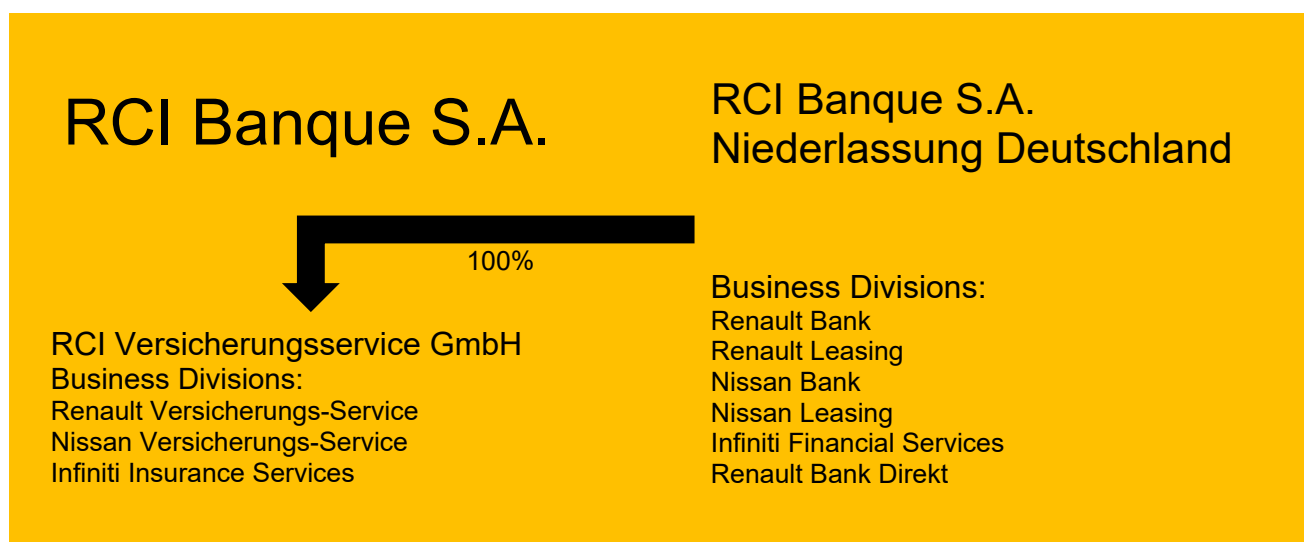 RCI Banque S.A.
RCI Banque S.A.
Niederlassung Deutschland
100%
RCI Versicherungsservice GmbH
Business Divisions:
Renault Versicherungs-Service
Nissan Versicherungs-Service
Infiniti Insurance Services
Business Divisions:
Renault Bank
Renault Leasing
Nissan Bank
Nissan Leasing
Infiniti Financial Services
Renault Bank Direkt